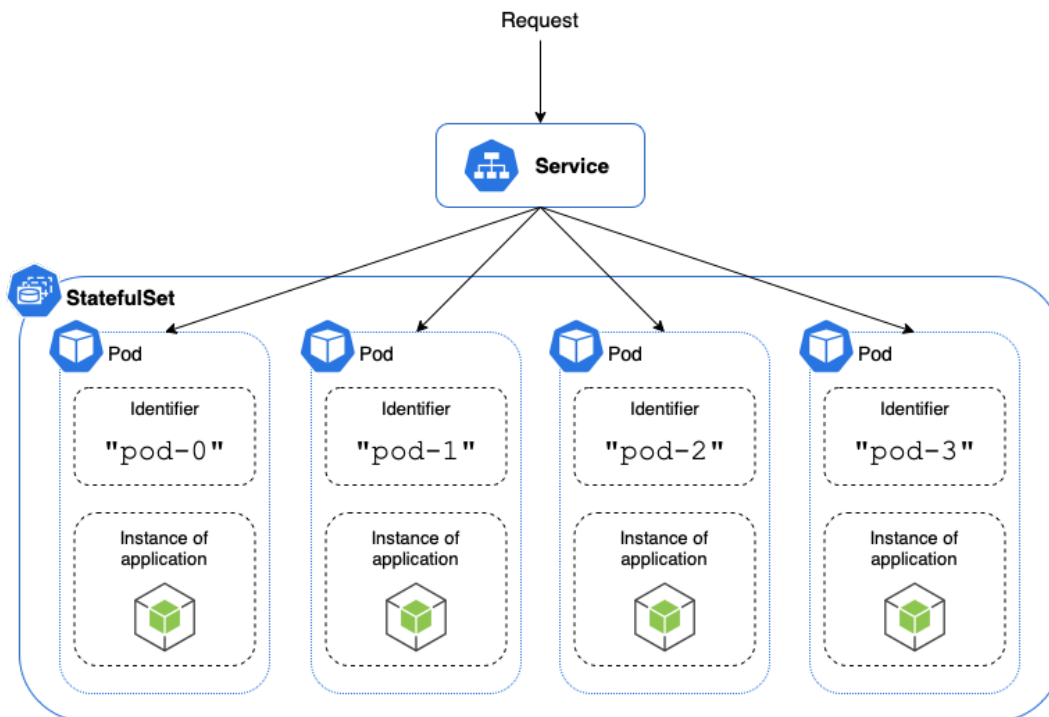 Request
Service
StatefulSet
Pod
Pod
Pod
Pod
Identifier
"pod-0"
Identifier
"pod-1"
Identifier
"pod-2"
Identifier
"pod-3"
Instance of
application
Instance of
application
Instance of
application
Instance of
application